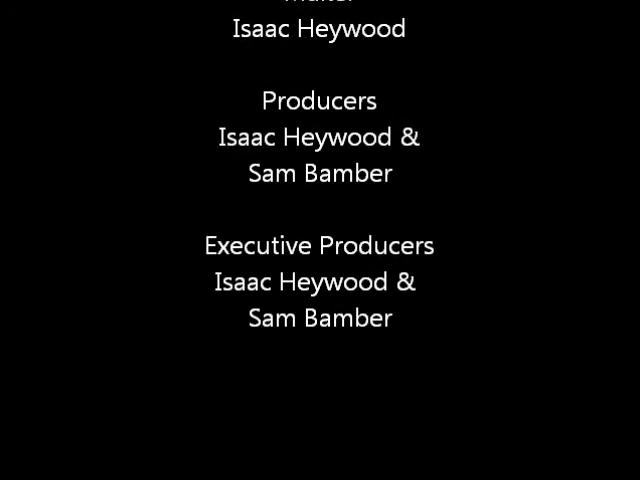 Isaac Heywood
Producers
Isaac Heywood &
Sam Bamber
Executive Producers
Isaac Heywood &
Sam Bamber